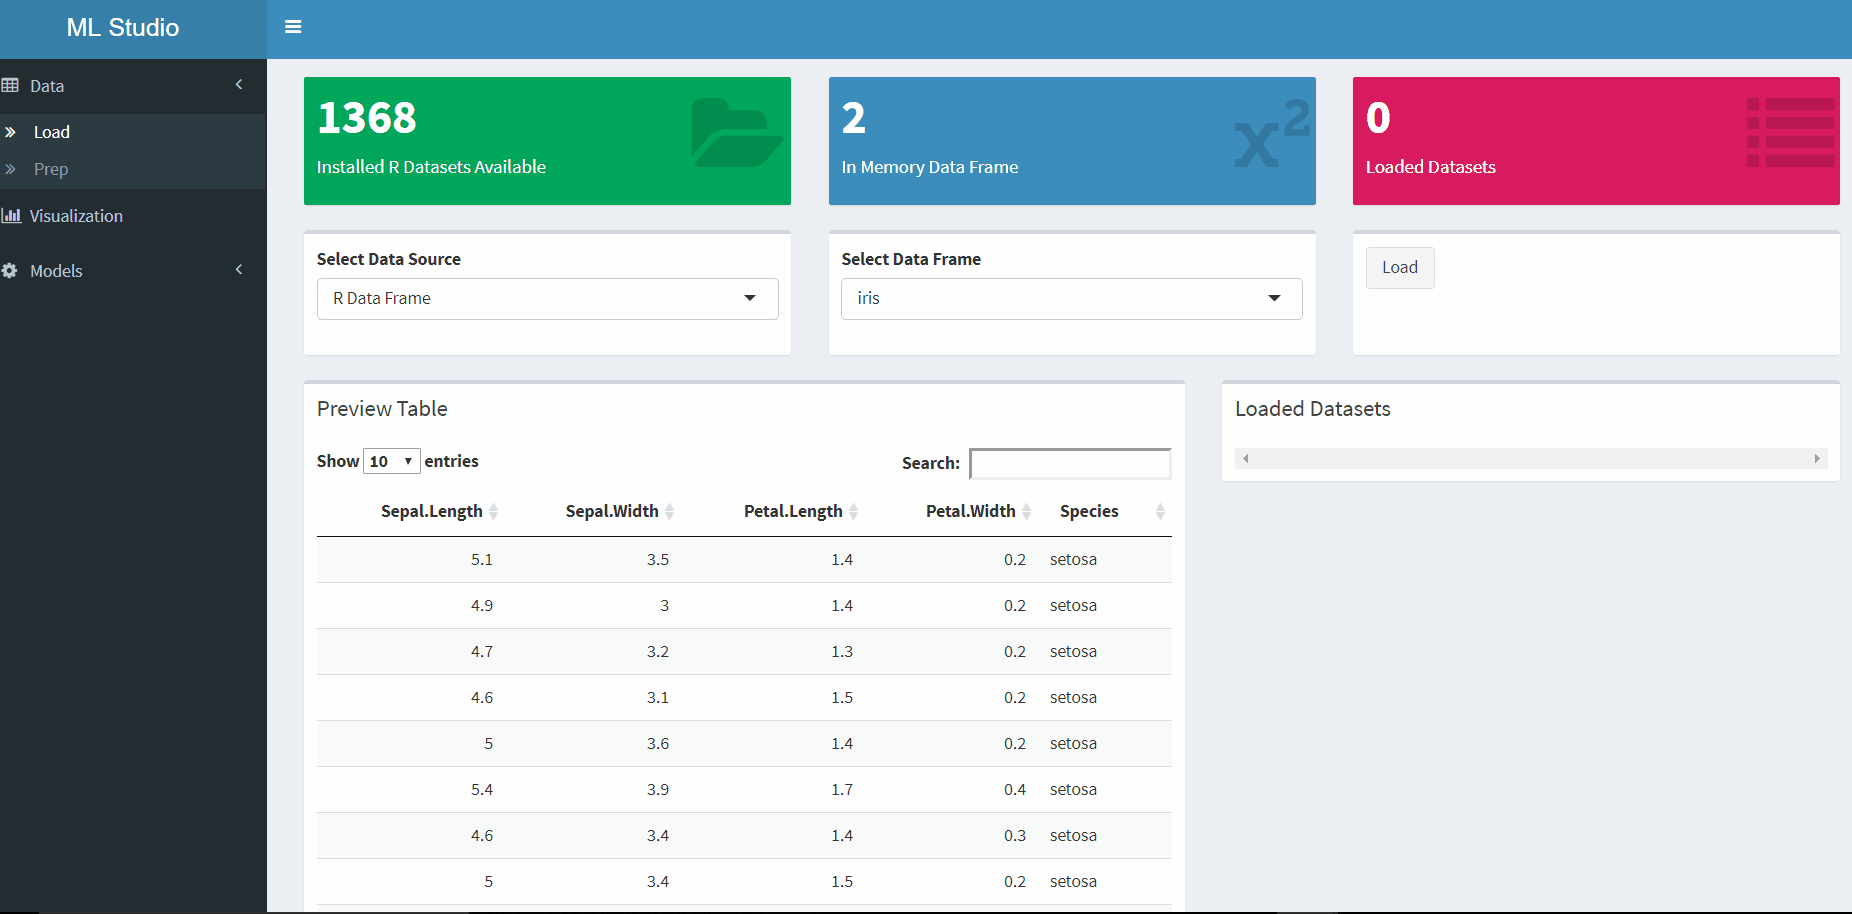 ML Studio
Data
Load
Prep
Visualization
Models
1368
Installed R Datasets Available
2
In Memory Data Frame
x²
0
Loaded Datasets
Select Data Source
R Data Frame
Select Data Frame
iris
Load
Preview Table
Show 10 entries
Search:
Sepal.Length Sepal.Width Petal.Length Petal.Width Species
5.1 3.5 1.4 0.2 setosa
4.9 3 1.4 0.2 setosa
4.7 3.2 1.3 0.2 setosa
4.6 3.1 1.5 0.2 setosa
5 3.6 1.4 0.2 setosa
5.4 3.9 1.7 0.4 setosa
4.6 3.4 1.4 0.3 setosa
5 3.4 1.5 0.2 setosa
Loaded Datasets